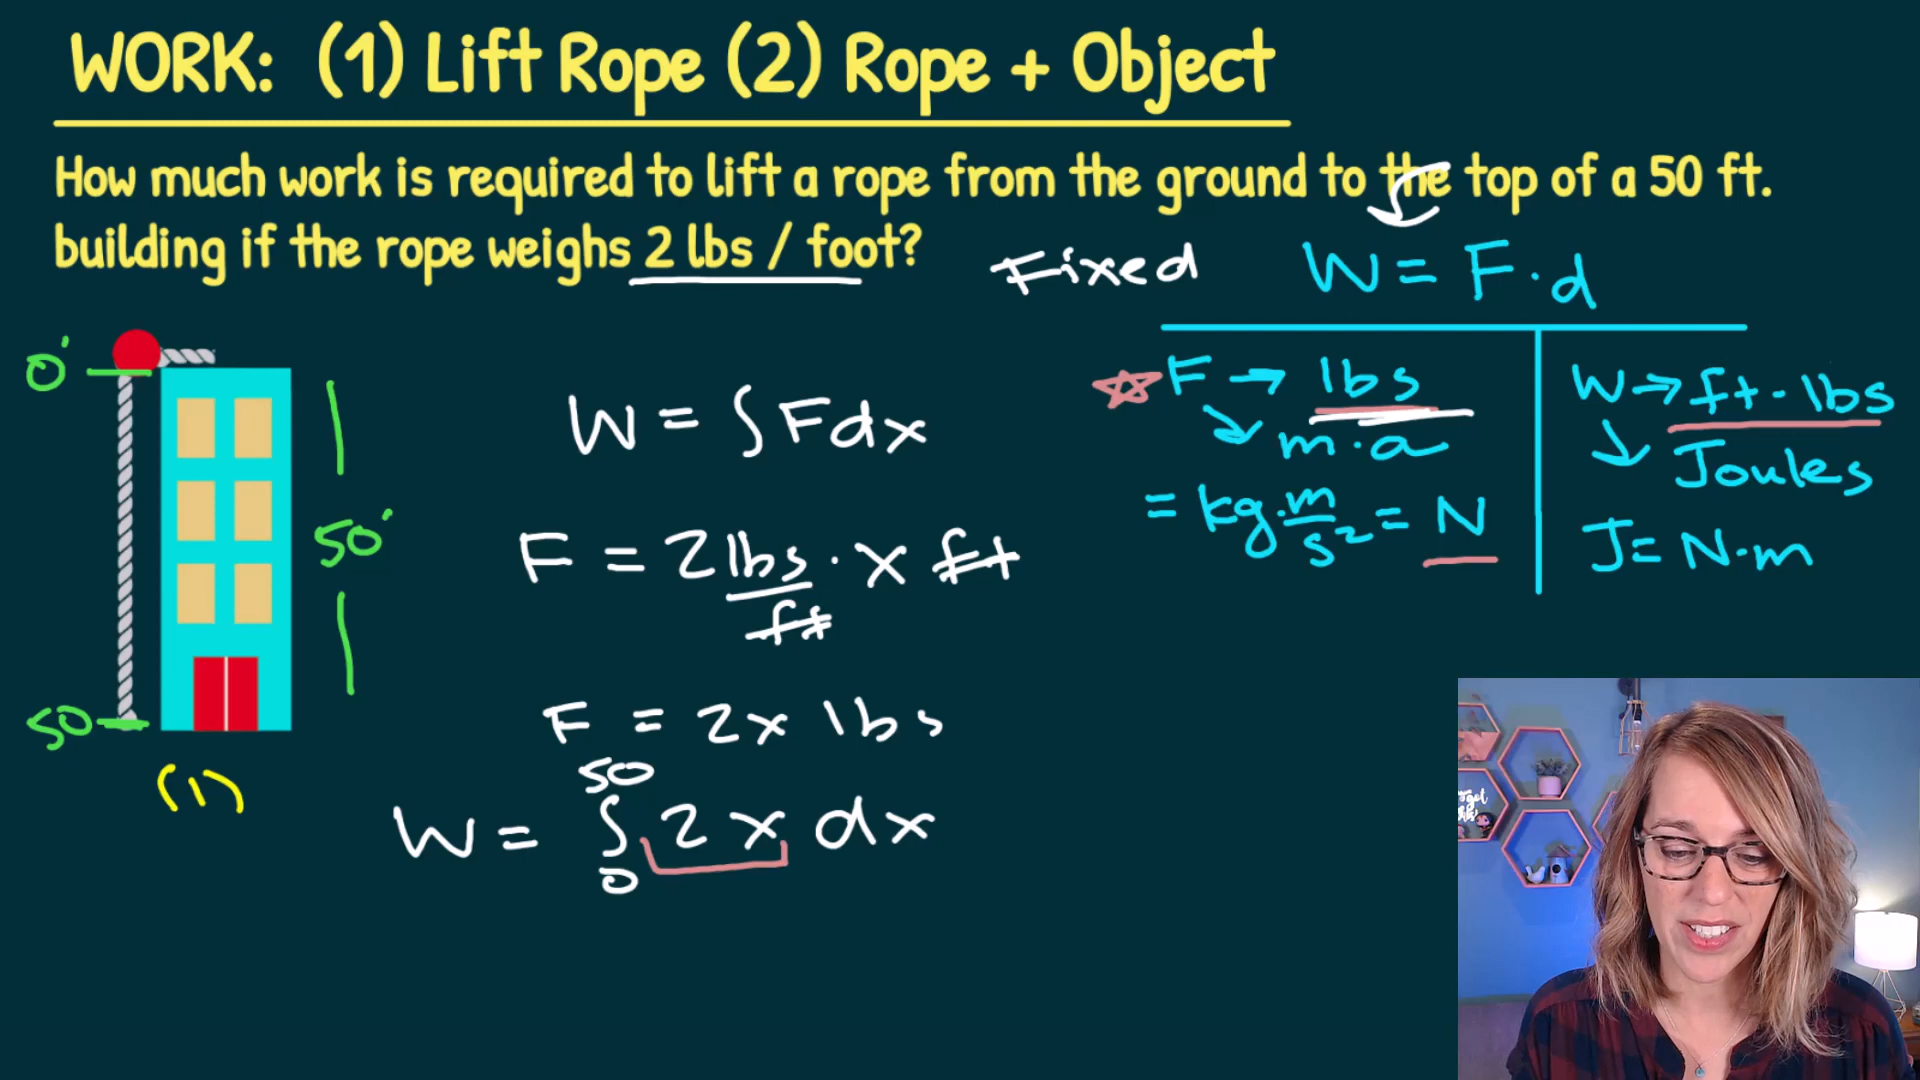 WORK: (1) Lift Rope (2) Rope + Object
How much work is required to lift a rope from the ground to the top of a 50 ft.
building if the rope weighs 2 lbs / foot?
Fixed W = F · d
0'
50'
50
(1)
W = ∫ F dx
F = 2 lbs/ft · x ft
F = 2x lbs
W = ∫₀⁵⁰ 2x dx
☆ F → lbs
↘ m · a
= kg · m/s² = N
W → ft - lbs
↓ Joules
J = N · m
got